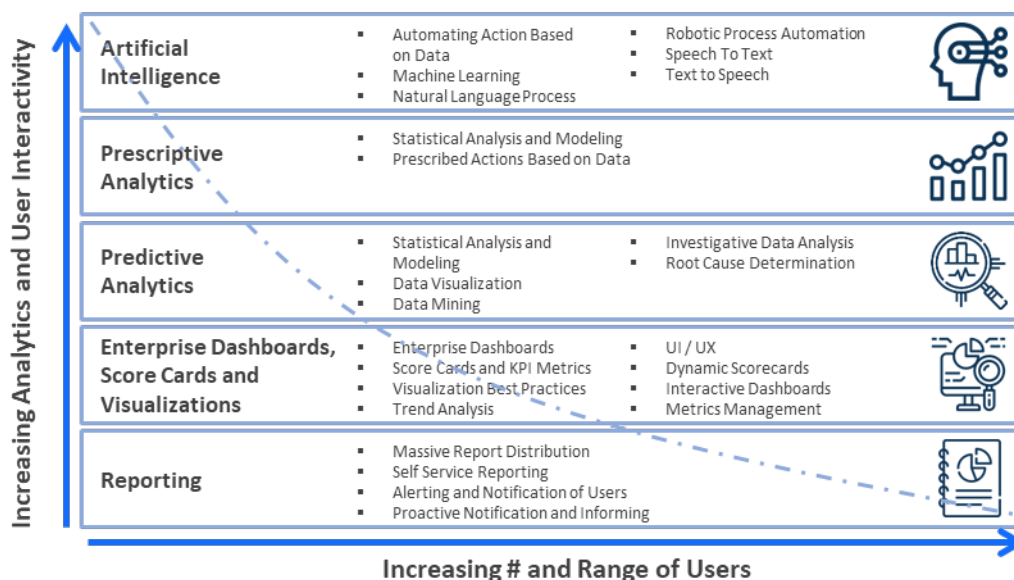 Increasing Analytics and User Interactivity
Artificial
Intelligence
▪ Automating Action Based
on Data
▪ Machine Learning
▪ Natural Language Process
▪ Robotic Process Automation
▪ Speech To Text
▪ Text to Speech
Prescriptive
Analytics
▪ Statistical Analysis and Modeling
▪ Prescribed Actions Based on Data
Predictive
Analytics
▪ Statistical Analysis and
Modeling
▪ Data Visualization
▪ Data Mining
▪ Investigative Data Analysis
▪ Root Cause Determination
Enterprise Dashboards,
Score Cards and
Visualizations
▪ Enterprise Dashboards
▪ Score Cards and KPI Metrics
▪ Visualization Best Practices
▪ Trend Analysis
▪ UI / UX
▪ Dynamic Scorecards
▪ Interactive Dashboards
▪ Metrics Management
Reporting
▪ Massive Report Distribution
▪ Self Service Reporting
▪ Alerting and Notification of Users
▪ Proactive Notification and Informing
Increasing # and Range of Users